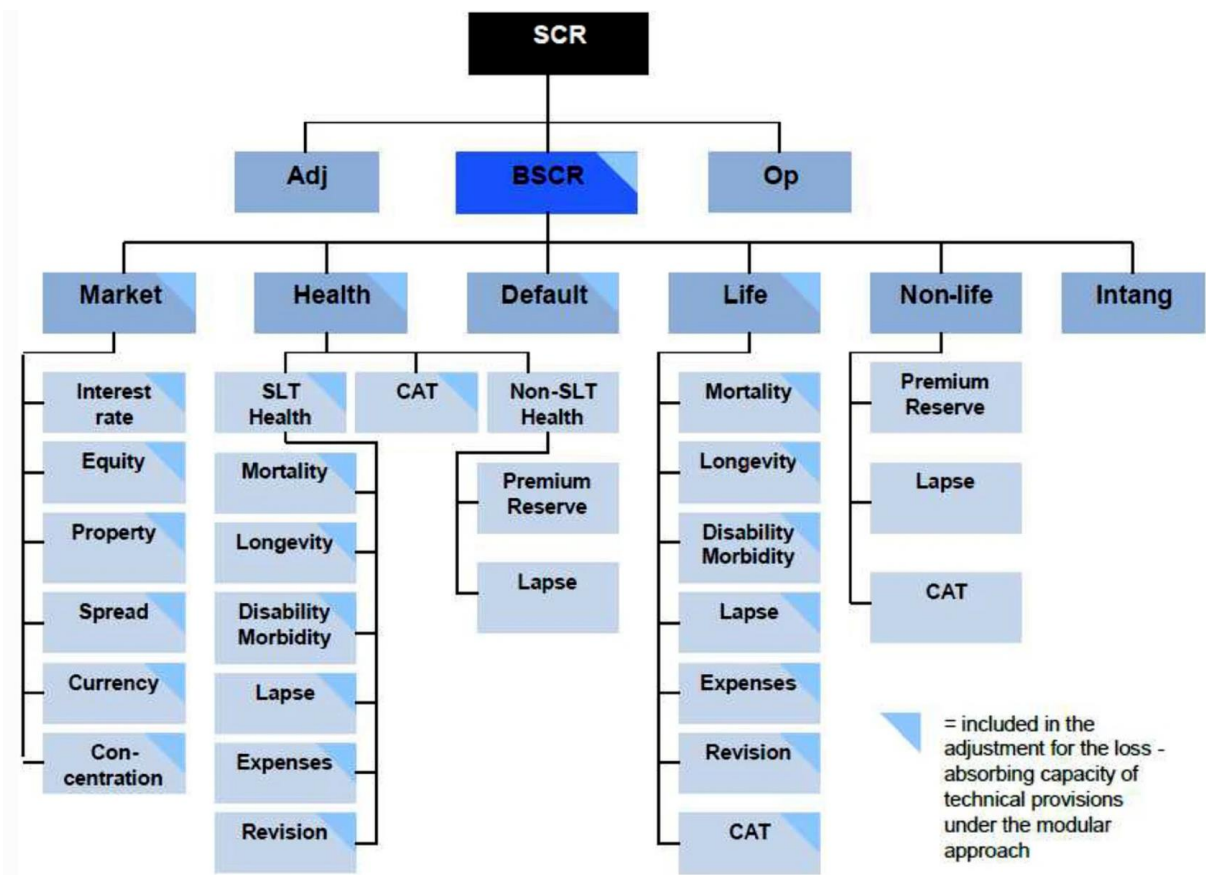 SCR
Adj
BSCR
Op
Market
Health
Default
Life
Non-life
Intang
Interest
rate
Equity
Property
Spread
Currency
Con-
centration
SLT
Health
Mortality
Longevity
Disability
Morbidity
Lapse
Expenses
Revision
CAT
Non-SLT
Health
Premium
Reserve
Lapse
Mortality
Longevity
Disability
Morbidity
Lapse
Expenses
Revision
CAT
Premium
Reserve
Lapse
CAT
= included in the
adjustment for the loss -
absorbing capacity of
technical provisions
under the modular
approach